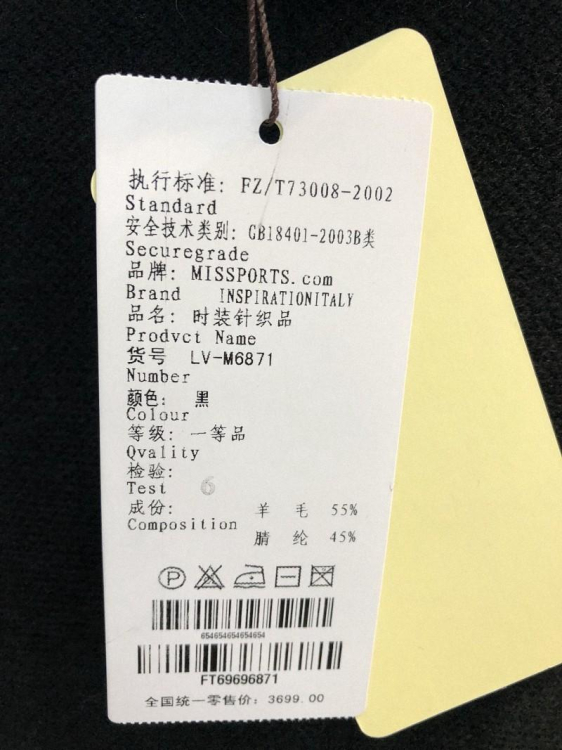 执行标准: FZ/T73008-2002
Standard
安全技术类别: GB18401-2003B类
Securegrade
品牌: MISSPORTS.com
Brand INSPIRATIONITALY
品名: 时装针织品
Prodvct Name
货号 LV-M6871
Number
颜色: 黑
Colour
等级: 一等品
Qvality
检验:
Test 6
成份: 羊 毛 55%
Composition
腈 纶 45%
P
654654654654654
FT69696871
全国统一零售价: 3699.00